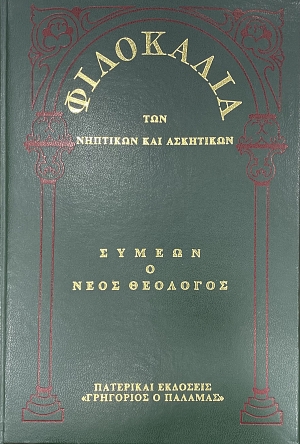 ΦΙΛΟΚΑΛΙΑ
ΤΩΝ
ΝΗΠΤΙΚΩΝ ΚΑΙ ΑΣΚΗΤΙΚΩΝ
ΣΥΜΕΩΝ
Ο
ΝΕΟΣ ΘΕΟΛΟΓΟΣ
ΠΑΤΕΡΙΚΑΙ ΕΚΔΟΣΕΙΣ
«ΓΡΗΓΟΡΙΟΣ Ο ΠΑΛΑΜΑΣ»